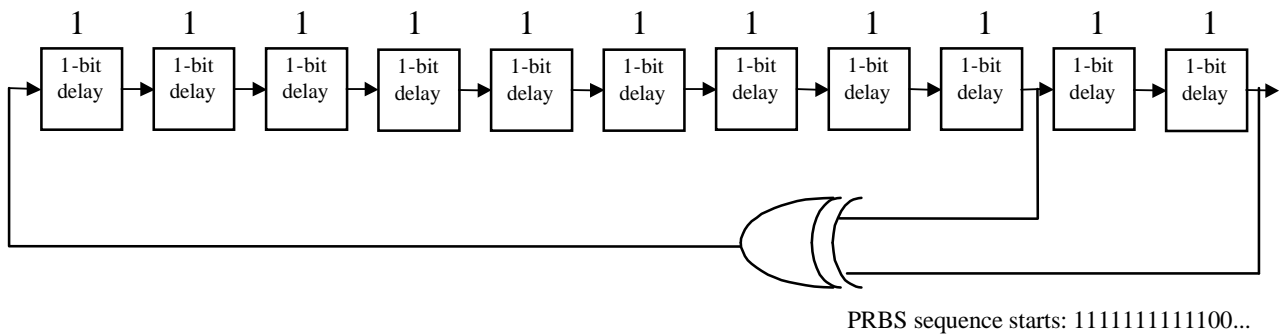 1 1 1 1 1 1 1 1 1 1 1
1-bit 1-bit 1-bit 1-bit 1-bit 1-bit 1-bit 1-bit 1-bit 1-bit 1-bit
delay delay delay delay delay delay delay delay delay delay delay
PRBS sequence starts: 1111111111100...